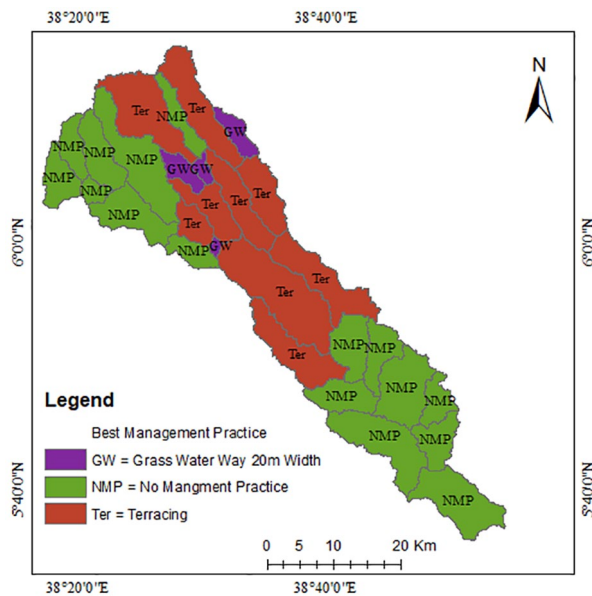 38°20'0"E 38°40'0"E
N
Ter
Ter
NMP
GW
NMP
NMP
NMP
GW
GW
NMP
NMP
Ter
Ter
Ter
NMP
Ter
NMP
GW
6°0'0"N
6°0'0"N
Ter
Ter
Ter
NMP
NMP
NMP
NMP
NMP
NMP
NMP
NMP
5°40'0"N
5°40'0"N
Legend
Best Management Practice
GW = Grass Water Way 20m Width
NMP = No Mangment Practice
Ter = Terracing
0 5 10 20 Km
38°20'0"E 38°40'0"E